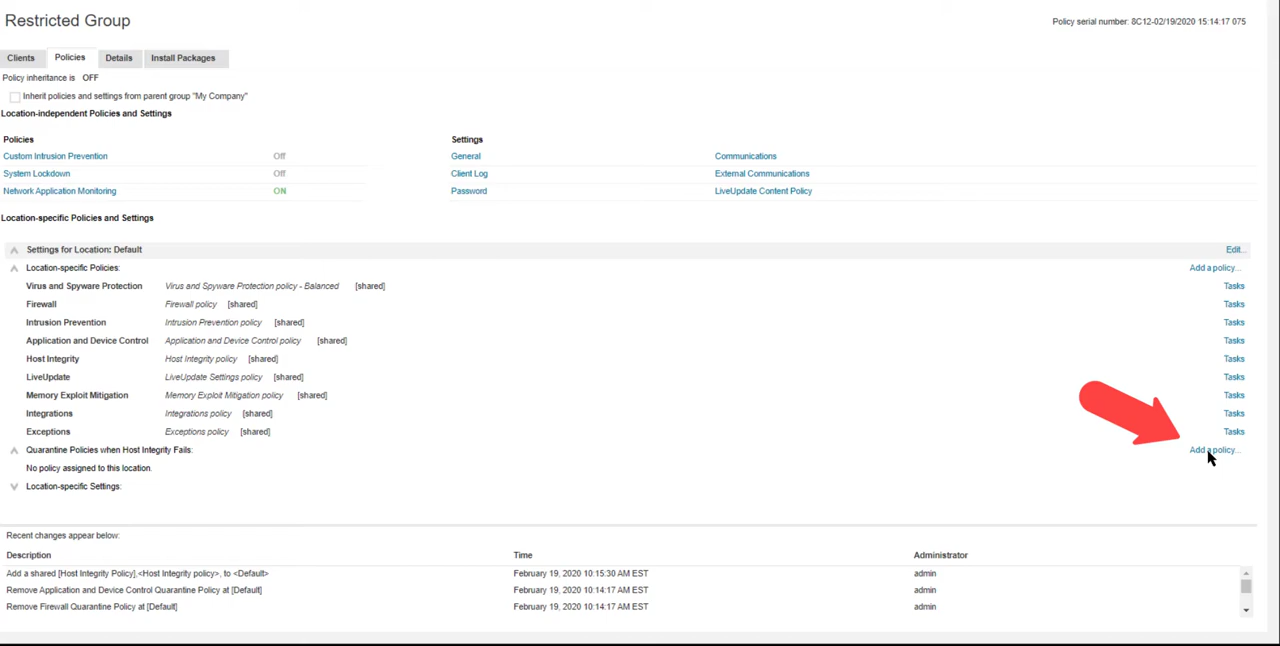 Restricted Group
Policy serial number: 8C12-02/19/2020 15:14:17 075
Clients Policies Details Install Packages
Policy inheritance is OFF
Inherit policies and settings from parent group "My Company"
Location-independent Policies and Settings
Policies Settings
Custom Intrusion Prevention Off General Communications
System Lockdown Off Client Log External Communications
Network Application Monitoring ON Password LiveUpdate Content Policy
Location-specific Policies and Settings
Settings for Location: Default Edit...
Location-specific Policies: Add a policy...
Virus and Spyware Protection Virus and Spyware Protection policy - Balanced [shared] Tasks
Firewall Firewall policy [shared] Tasks
Intrusion Prevention Intrusion Prevention policy [shared] Tasks
Application and Device Control Application and Device Control policy [shared] Tasks
Host Integrity Host Integrity policy [shared] Tasks
LiveUpdate LiveUpdate Settings policy [shared] Tasks
Memory Exploit Mitigation Memory Exploit Mitigation policy [shared] Tasks
Integrations Integrations policy [shared] Tasks
Exceptions Exceptions policy [shared] Tasks
Quarantine Policies when Host Integrity Fails: Add a policy...
No policy assigned to this location.
Location-specific Settings:
Recent changes appear below:
Description Time Administrator
Add a shared [Host Integrity Policy],<Host Integrity policy>, to <Default> February 19, 2020 10:15:30 AM EST admin
Remove Application and Device Control Quarantine Policy at [Default] February 19, 2020 10:14:17 AM EST admin
Remove Firewall Quarantine Policy at [Default] February 19, 2020 10:14:17 AM EST admin